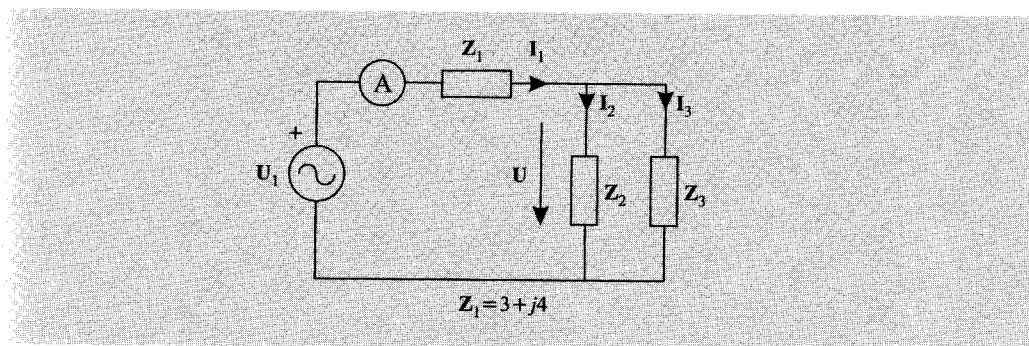 Z₁ I₁
A
I₂ I₃
+
U₁ U Z₂ Z₃
Z₁=3+j4